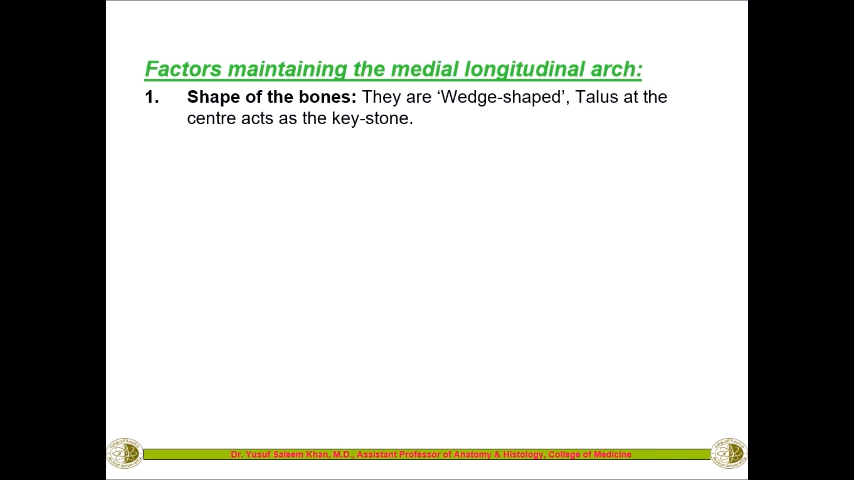 Factors maintaining the medial longitudinal arch:
1. Shape of the bones: They are ‘Wedge-shaped’, Talus at the
centre acts as the key-stone.
Dr. Yusuf Saleem Khan, M.D., Assistant Professor of Anatomy & Histology, College of Medicine